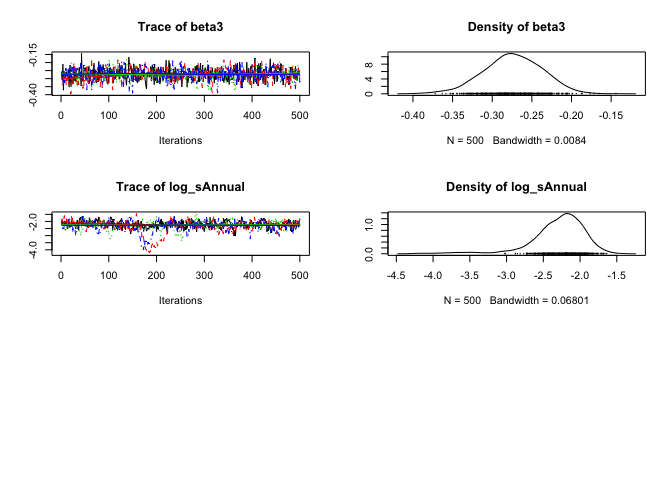 Trace of beta3
-0.15
-0.40
0 100 200 300 400 500
Iterations
Density of beta3
8
4
0
-0.40 -0.35 -0.30 -0.25 -0.20 -0.15
N = 500 Bandwidth = 0.0084
Trace of log_sAnnual
-2.0
-4.0
0 100 200 300 400 500
Iterations
Density of log_sAnnual
1.0
0.0
-4.5 -4.0 -3.5 -3.0 -2.5 -2.0 -1.5
N = 500 Bandwidth = 0.06801